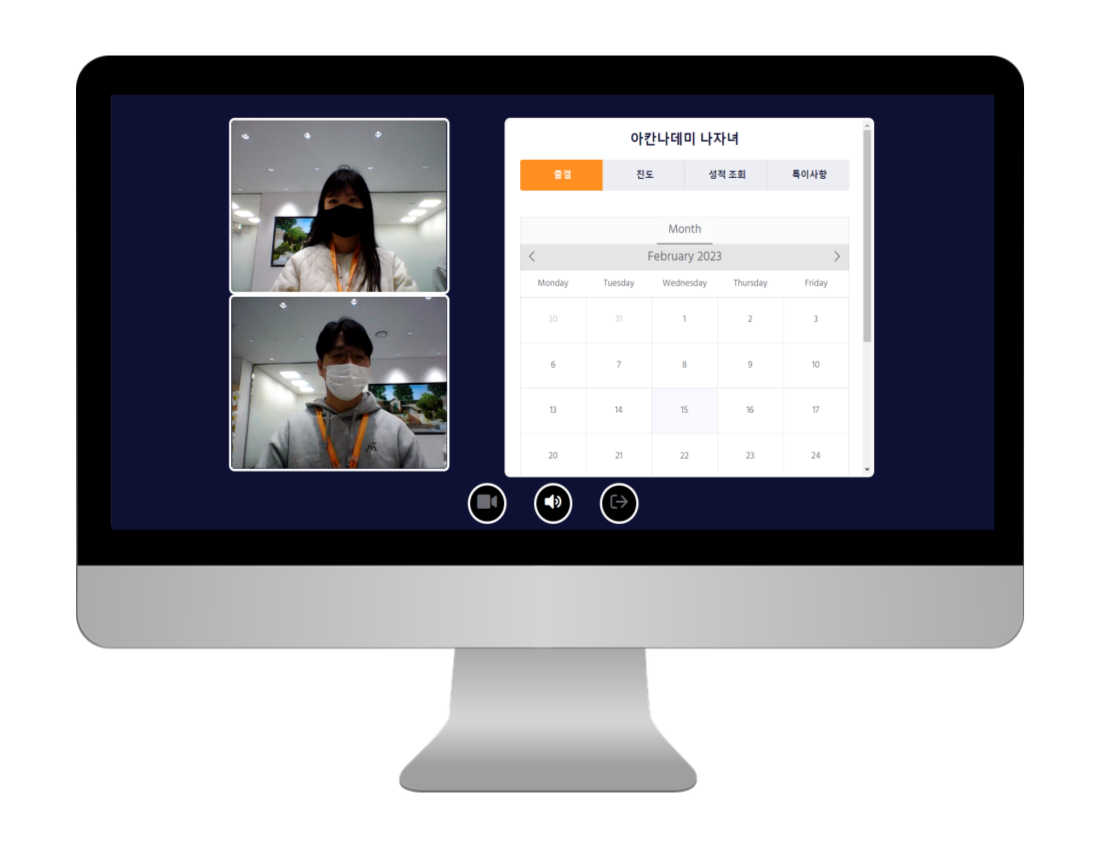 아칸나데미 나자녀
출결 진도 성적 조회 특이사항
Month
February 2023
Monday Tuesday Wednesday Thursday Friday
30 31 1 2 3
6 7 8 9 10
13 14 15 16 17
20 21 22 23 24